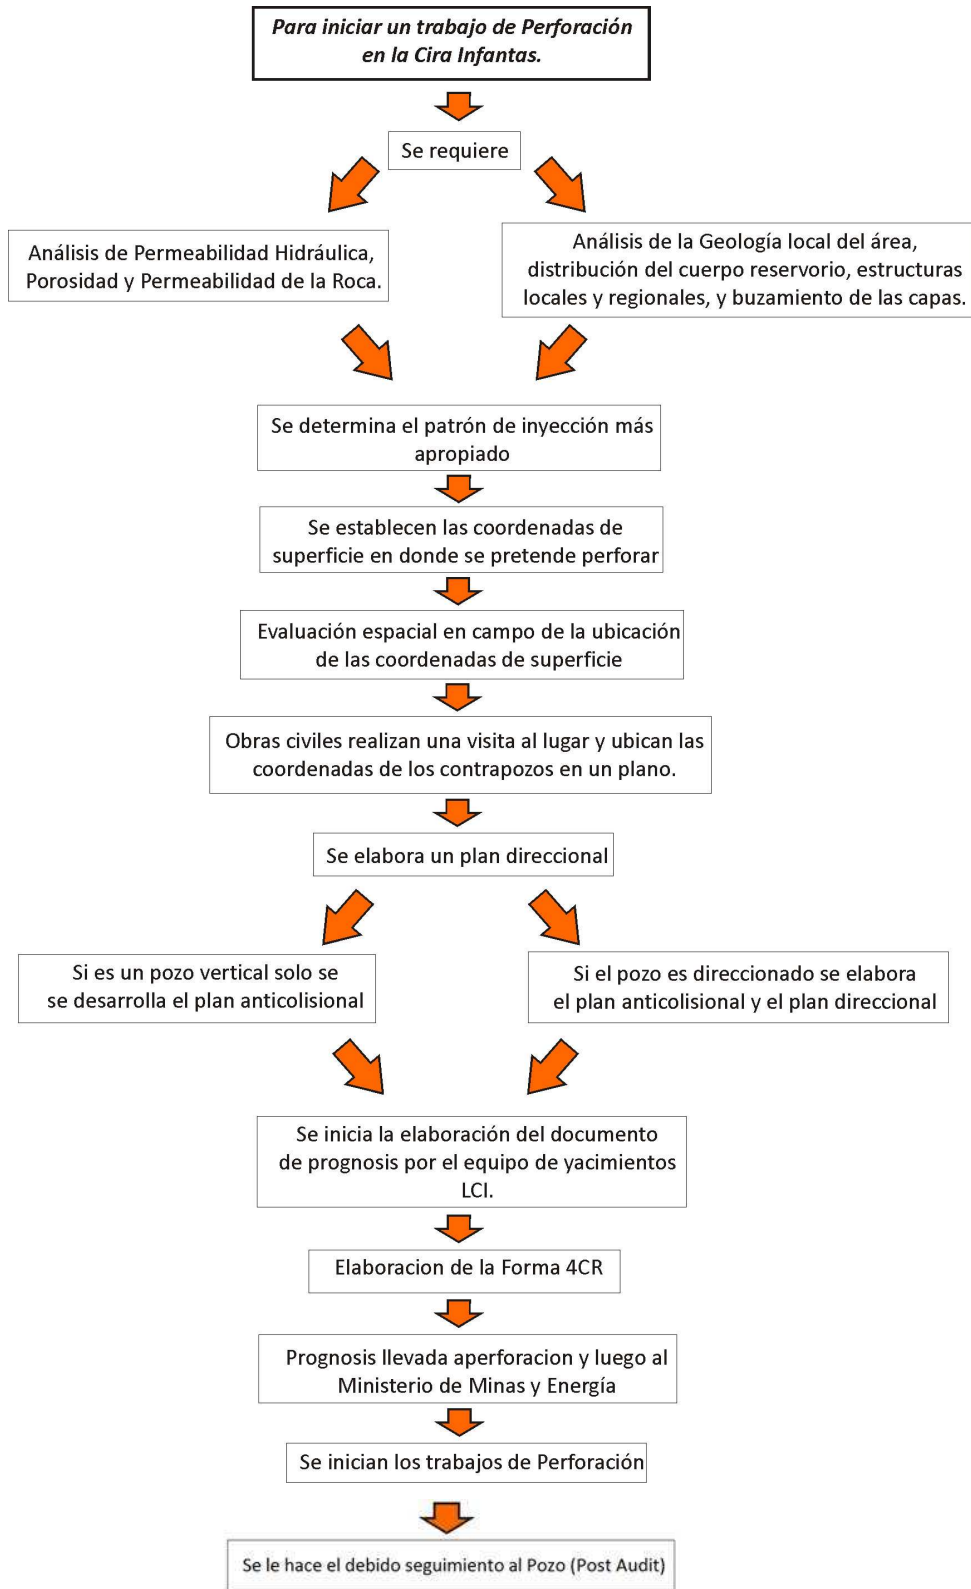 Para iniciar un trabajo de Perforación
en la Cira Infantas.
Se requiere
Análisis de Permeabilidad Hidráulica,
Porosidad y Permeabilidad de la Roca.
Análisis de la Geología local del área,
distribución del cuerpo reservorio, estructuras
locales y regionales, y buzamiento de las capas.
Se determina el patrón de inyección más
apropiado
Se establecen las coordenadas de
superficie en donde se pretende perforar
Evaluación espacial en campo de la ubicación
de las coordenadas de superficie
Obras civiles realizan una visita al lugar y ubican las
coordenadas de los contrapozos en un plano.
Se elabora un plan direccional
Si es un pozo vertical solo se
se desarrolla el plan anticolisional
Si el pozo es direccionado se elabora
el plan anticolisional y el plan direccional
Se inicia la elaboración del documento
de prognosis por el equipo de yacimientos
LCI.
Elaboracion de la Forma 4CR
Prognosis llevada aperforacion y luego al
Ministerio de Minas y Energía
Se inician los trabajos de Perforación
Se le hace el debido seguimiento al Pozo (Post Audit)